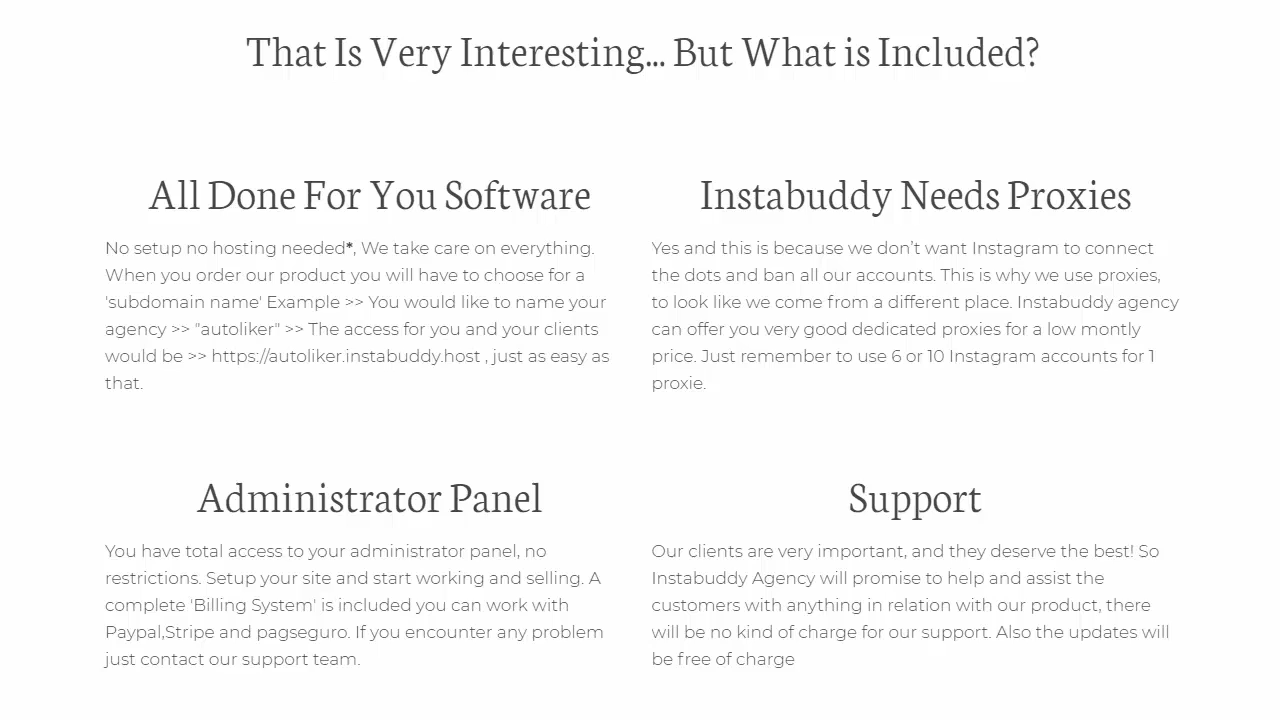 That Is Very Interesting... But What is Included?
All Done For You Software
No setup no hosting needed*, We take care on everything.
When you order our product you will have to choose for a
'subdomain name' Example >> You would like to name your
agency >> "autoliker" >> The access for you and your clients
would be >> https://autoliker.instabuddy.host , just as easy as
that.
Instabuddy Needs Proxies
Yes and this is because we don’t want Instagram to connect
the dots and ban all our accounts. This is why we use proxies,
to look like we come from a different place. Instabuddy agency
can offer you very good dedicated proxies for a low montly
price. Just remember to use 6 or 10 Instagram accounts for 1
proxie.
Administrator Panel
You have total access to your administrator panel, no
restrictions. Setup your site and start working and selling. A
complete 'Billing System' is included you can work with
Paypal,Stripe and pagseguro. If you encounter any problem
just contact our support team.
Support
Our clients are very important, and they deserve the best! So
Instabuddy Agency will promise to help and assist the
customers with anything in relation with our product, there
will be no kind of charge for our support. Also the updates will
be free of charge